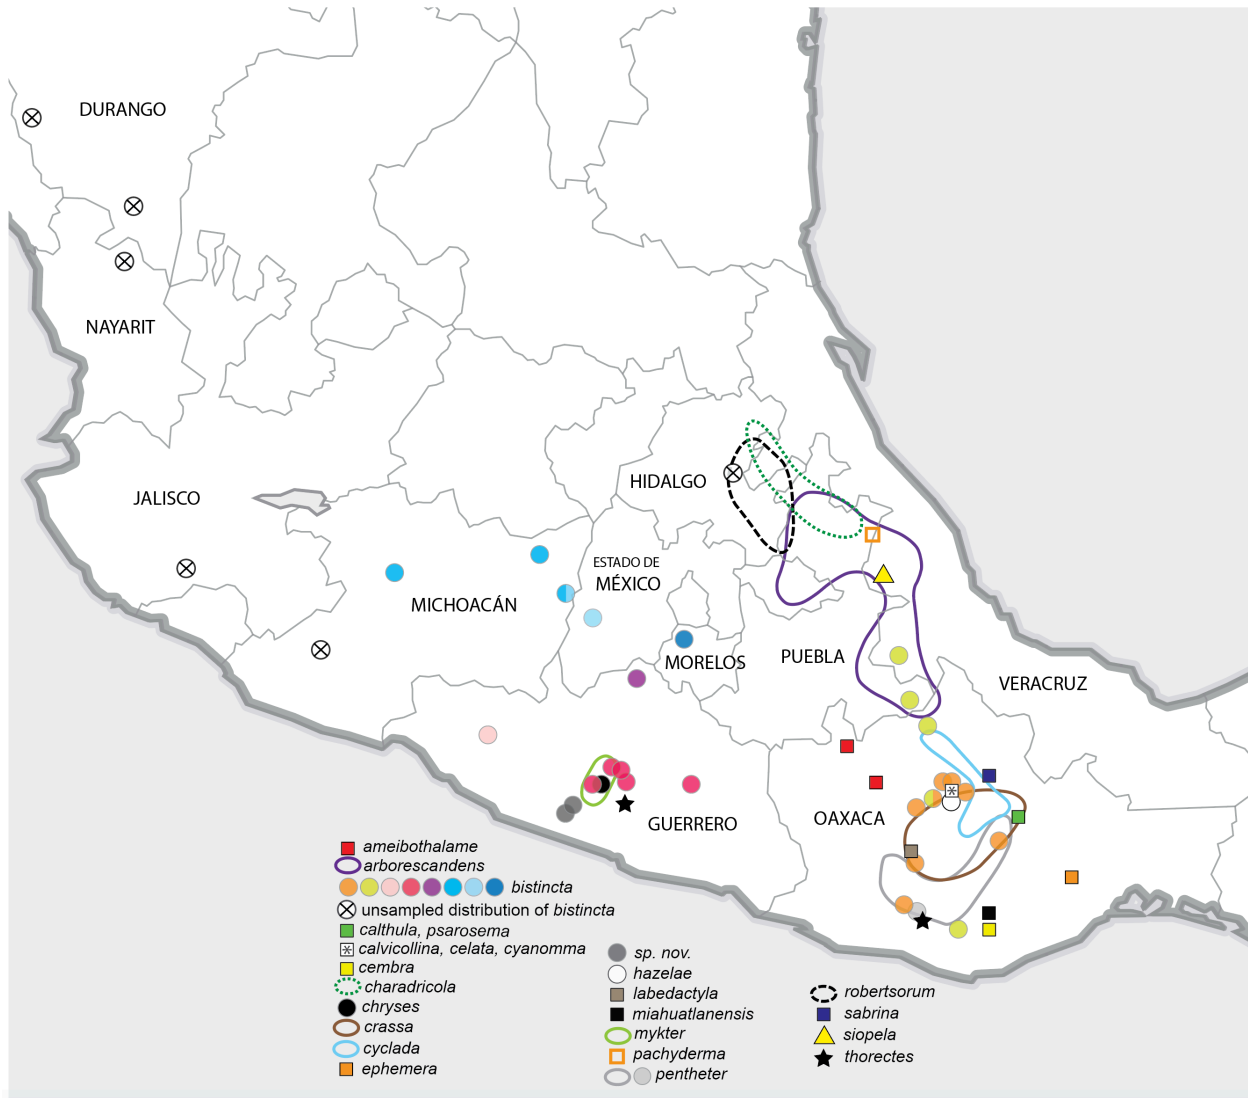 DURANGO
NAYARIT
JALISCO
HIDALGO
ESTADO DE
MÉXICO
MICHOACÁN
MORELOS
PUEBLA
VERACRUZ
OAXACA
GUERRERO
ameibothalame
arborescandens
bistincta
unsampled distribution of bistincta
calthula, psarosema
calvicollina, celata, cyanomma
cembra
charadricola
chryses
crassa
cyclada
ephemera
sp. nov.
hazelae
labedactyla
miahuatlanensis
mykter
pachyderma
pentheter
robertsorum
sabrina
siopela
thorectes